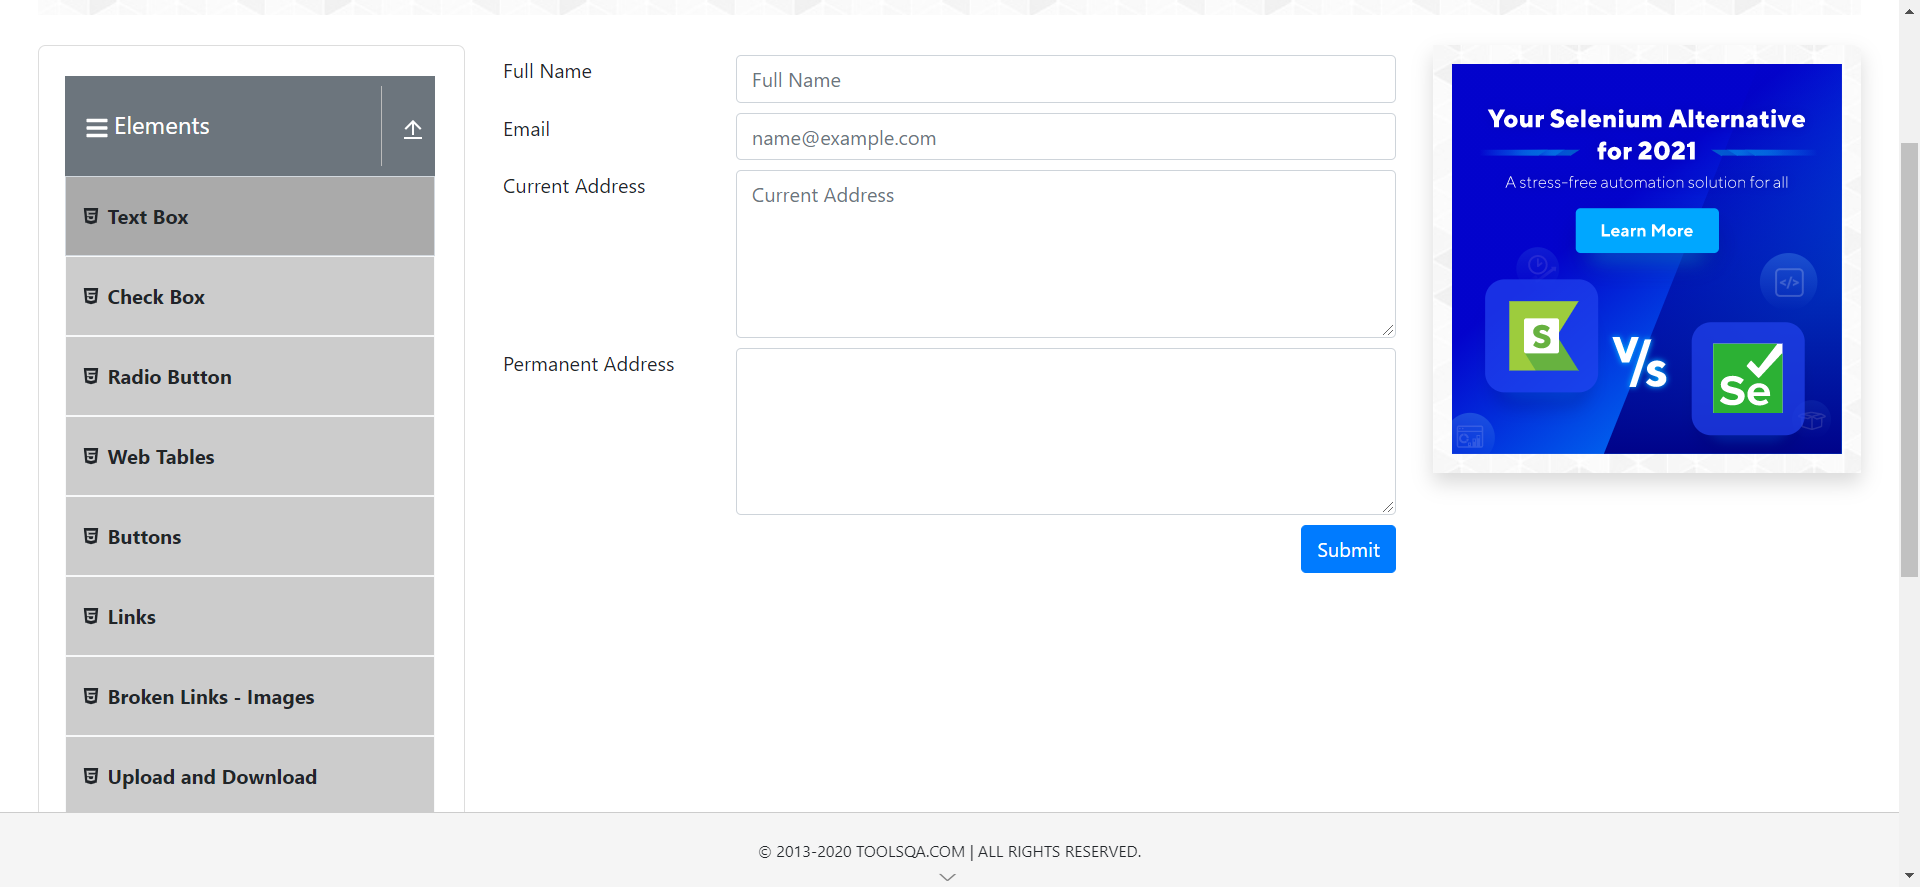 Elements
Text Box
Check Box
Radio Button
Web Tables
Buttons
Links
Broken Links - Images
Upload and Download
Full Name
Full Name
Email
name@example.com
Current Address
Current Address
Permanent Address
Submit
Your Selenium Alternative
for 2021
A stress-free automation solution for all
Learn More
S
V/s
Se
© 2013-2020 TOOLSQA.COM | ALL RIGHTS RESERVED.